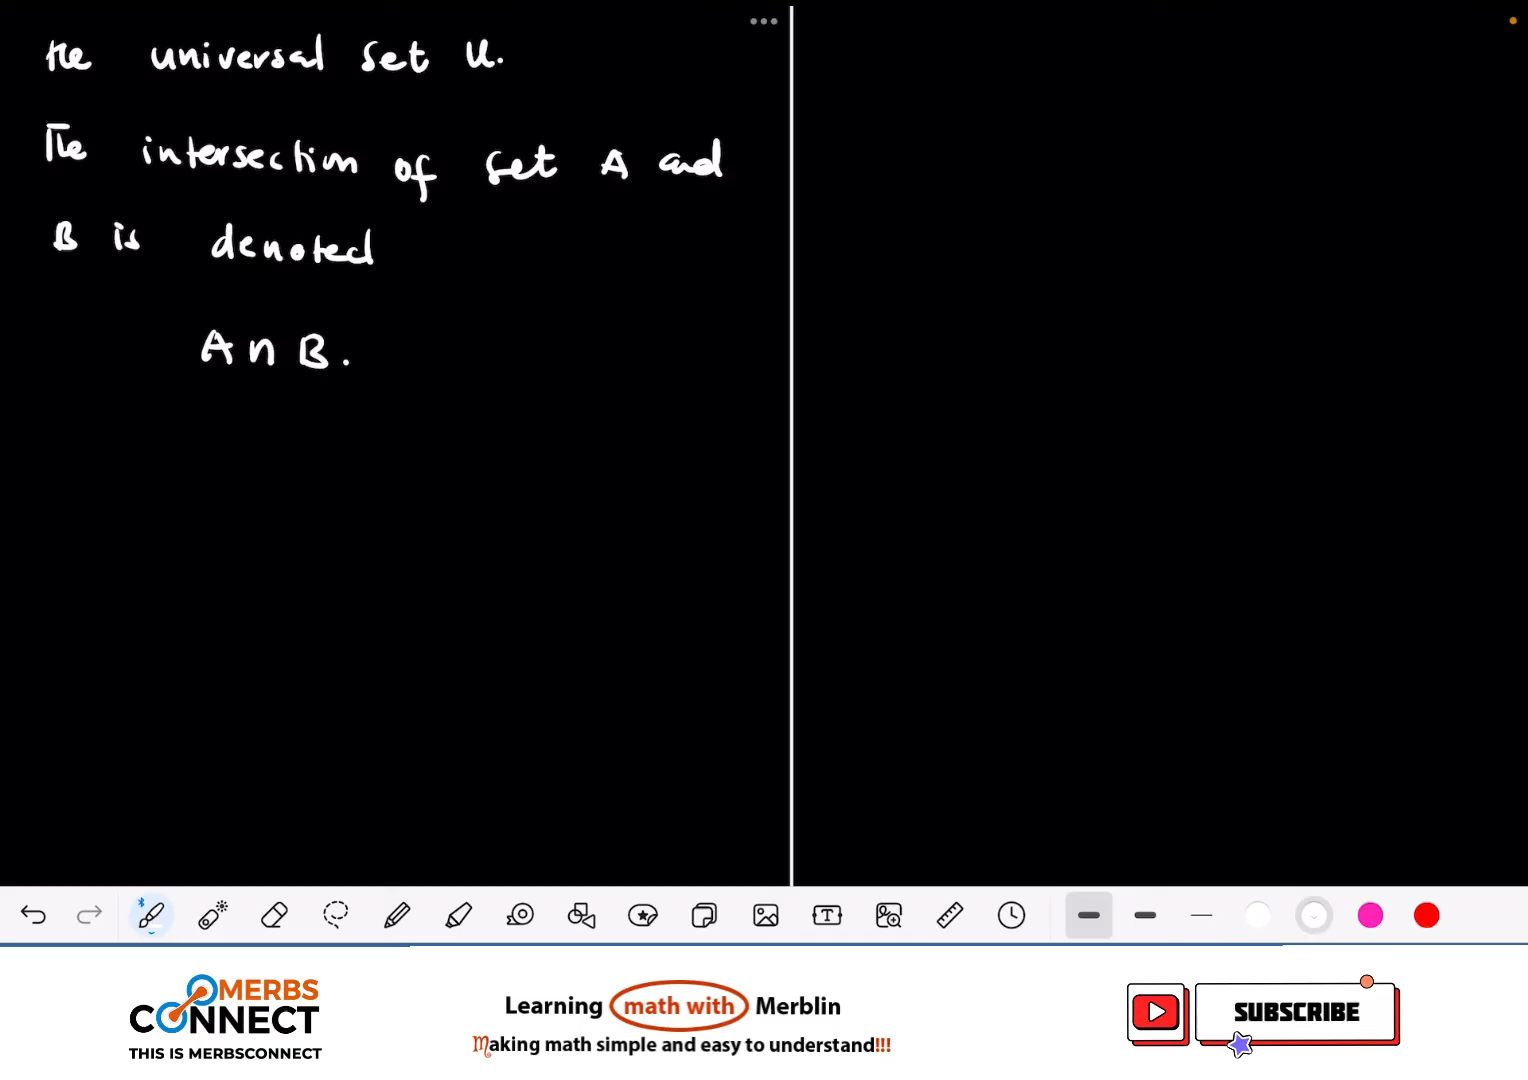 the universal set U.
The intersection of set A and
B is denoted
A ∩ B.
MERBS
CONNECT
THIS IS MERBSCONNECT
Learning math with Merblin
Making math simple and easy to understand!!!
SUBSCRIBE